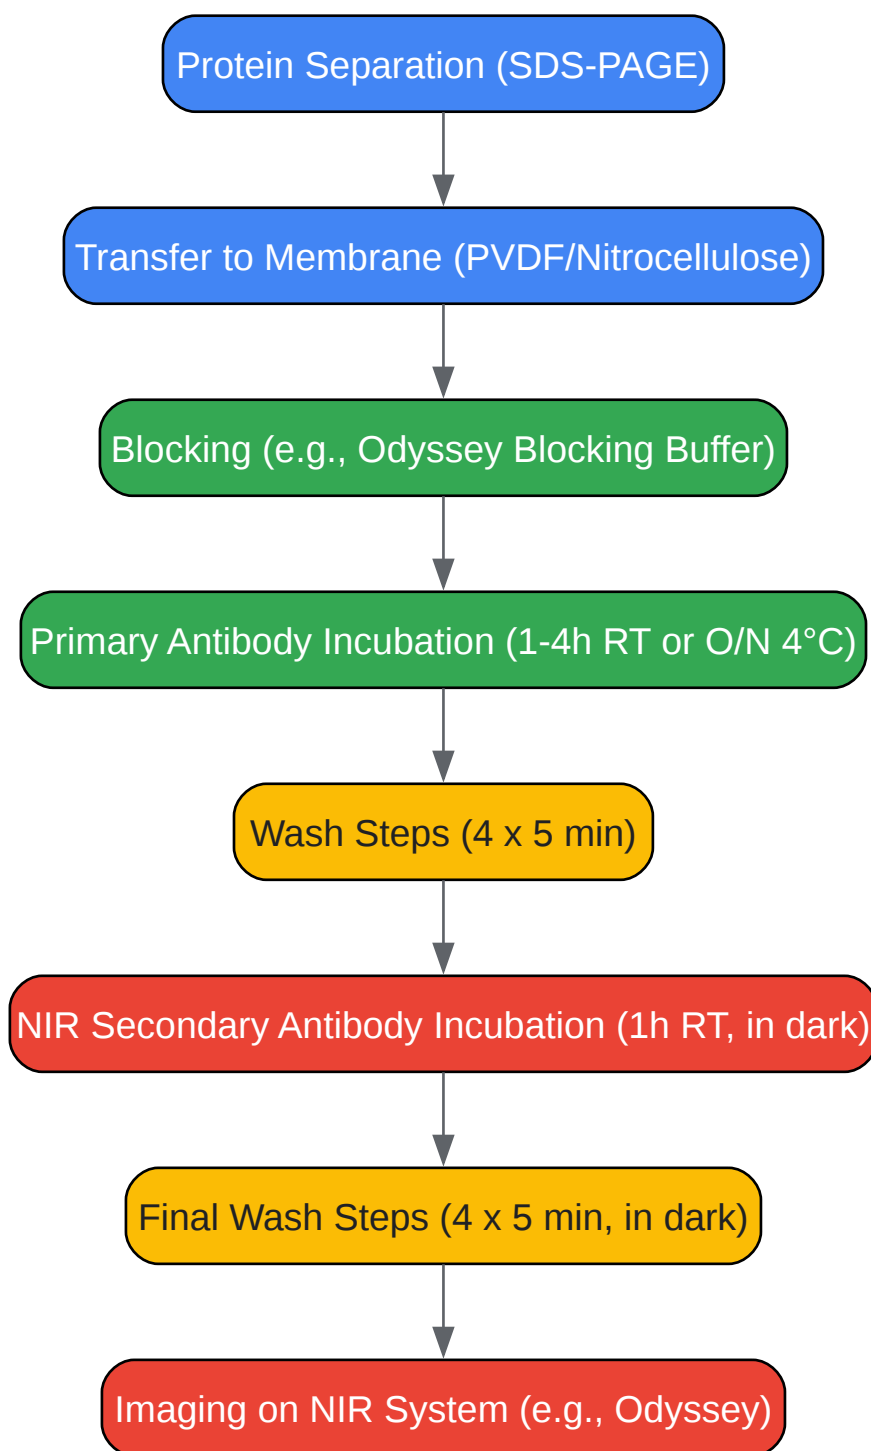 Protein Separation (SDS-PAGE)
Transfer to Membrane (PVDF/Nitrocellulose)
Blocking (e.g., Odyssey Blocking Buffer)
Primary Antibody Incubation (1-4h RT or O/N 4°C)
Wash Steps (4 x 5 min)
NIR Secondary Antibody Incubation (1h RT, in dark)
Final Wash Steps (4 x 5 min, in dark)
Imaging on NIR System (e.g., Odyssey)